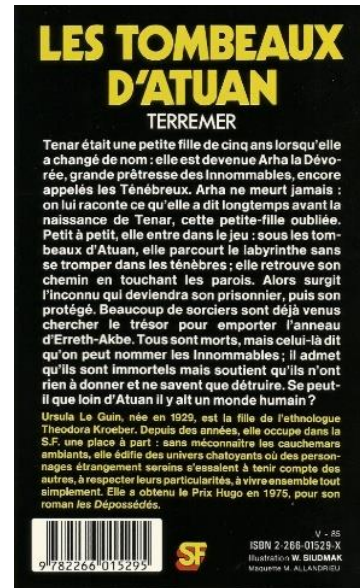 LES TOMBEAUX
D'ATUAN
TERREMER
Tenar était une petite fille de cinq ans lorsqu'elle
a changé de nom : elle est devenue Arha la Dévo-
rée, grande prêtresse des Innommables, encore
appelés les Ténébreux. Arha ne meurt jamais :
on lui raconte ce qu'elle a dit longtemps avant la
naissance de Tenar, cette petite-fille oubliée.
Petit à petit, elle entre dans le jeu : sous les tom-
beaux d'Atuan, elle parcourt le labyrinthe sans
se tromper dans les ténèbres ; elle retrouve son
chemin en touchant les parois. Alors surgit
l'inconnu qui deviendra son prisonnier, puis son
protégé. Beaucoup de sorciers sont déjà venus
chercher le trésor pour emporter l'anneau
d'Erreth-Akbe. Tous sont morts, mais celui-là dit
qu'on peut nommer les Innommables ; il admet
qu'ils sont immortels mais soutient qu'ils n'ont
rien à donner et ne savent que détruire. Se peut-
il que loin d'Atuan il y ait un monde humain ?
Ursula Le Guin, née en 1929, est la fille de l'ethnologue
Theodora Kroeber. Depuis des années, elle occupe dans la
S.F. une place à part : sans méconnaître les cauchemars
ambiants, elle édifie des univers chatoyants où des person-
nages étrangement sereins s'essaient à tenir compte des
autres, à respecter leurs particularités, à vivre ensemble tout
simplement. Elle a obtenu le Prix Hugo en 1975, pour son
roman les Dépossédés.
9782266015295
SF
V - 85
ISBN 2-266-01529-X
Illustration W. SIUDMAK
Maquette M. ALLANDRIEU